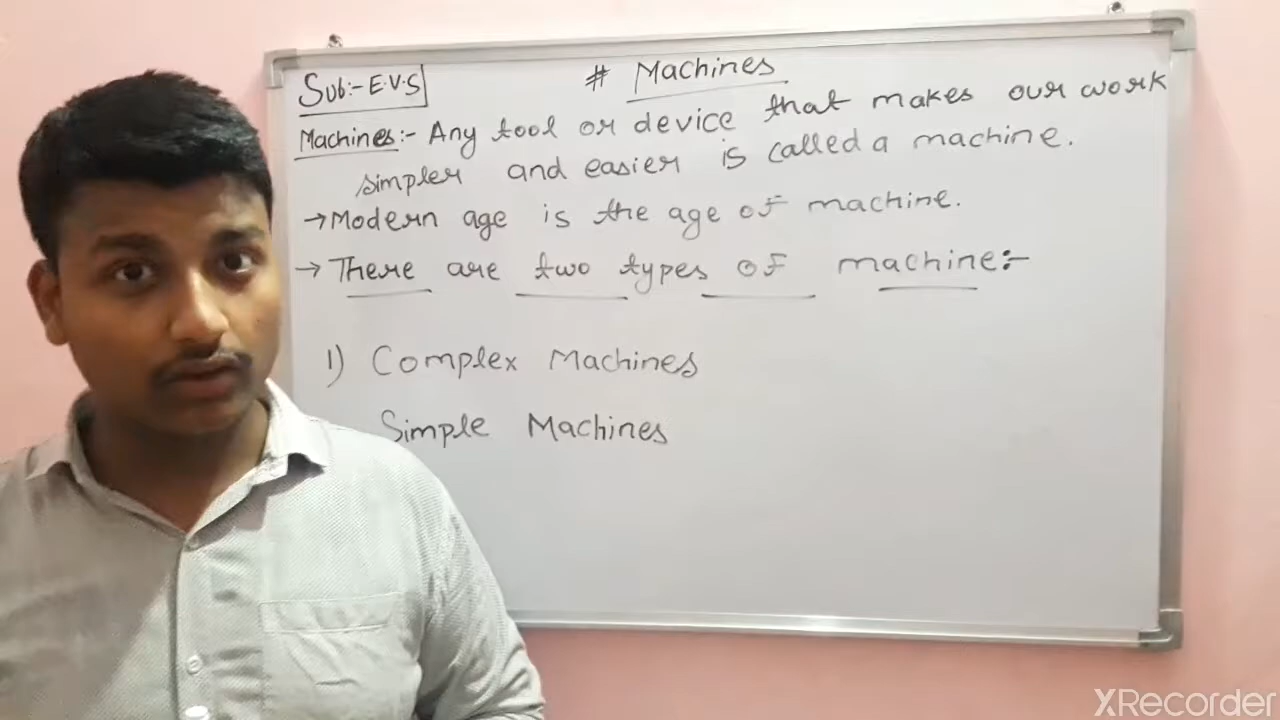 Sub:- E.V.S
# Machines
Machines:- Any tool or device that makes our work
simpler and easier is called a machine.
→ Modern age is the age of machine.
→ There are two types of machine:-
1) Complex Machines
Simple Machines
XRecorder